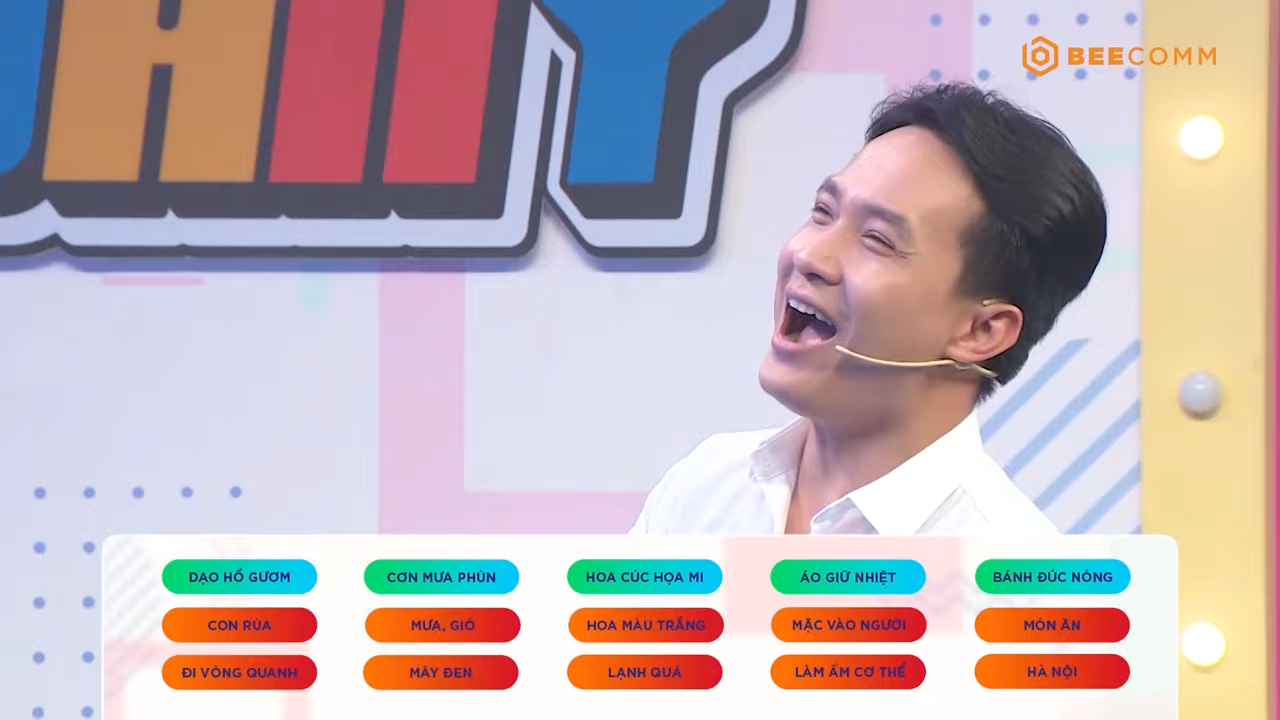 BEECOMM
DẠO HỒ GƯƠM
CƠN MƯA PHÙN
HOA CÚC HỌA MI
ÁO GIỮ NHIỆT
BÁNH ĐÚC NÓNG
CON RÙA
MƯA, GIÓ
HOA MÀU TRẮNG
MẶC VÀO NGƯỜI
MÓN ĂN
ĐI VÒNG QUANH
MÂY ĐEN
LẠNH QUÁ
LÀM ẤM CƠ THỂ
HÀ NỘI